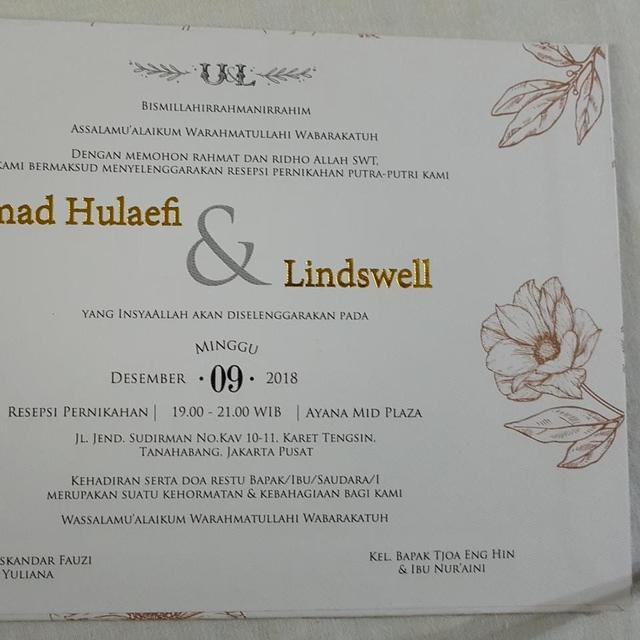 U&L
BISMILLAHIRRAHMANIRRAHIM
ASSALAMU'ALAIKUM WARAHMATULLAHI WABARAKATUH
DENGAN MEMOHON RAHMAT DAN RIDHO ALLAH SWT,
KAMI BERMAKSUD MENYELENGGARAKAN RESEPSI PERNIKAHAN PUTRA-PUTRI KAMI
mad Hulaefi
&
Lindswell
YANG INSYAALLAH AKAN DISELENGGARAKAN PADA
MINGGU
DESEMBER · 09 · 2018
RESEPSI PERNIKAHAN | 19.00 - 21.00 WIB | AYANA MID PLAZA
JL. JEND. SUDIRMAN NO.KAV 10-11, KARET TENGSIN,
TANAHABANG, JAKARTA PUSAT
KEHADIRAN SERTA DOA RESTU BAPAK/IBU/SAUDARA/I
MERUPAKAN SUATU KEHORMATAN & KEBAHAGIAAN BAGI KAMI
WASSALAMU'ALAIKUM WARAHMATULLAHI WABARAKATUH
ISKANDAR FAUZI
YULIANA
KEL. BAPAK TJOA ENG HIN
& IBU NUR'AINI